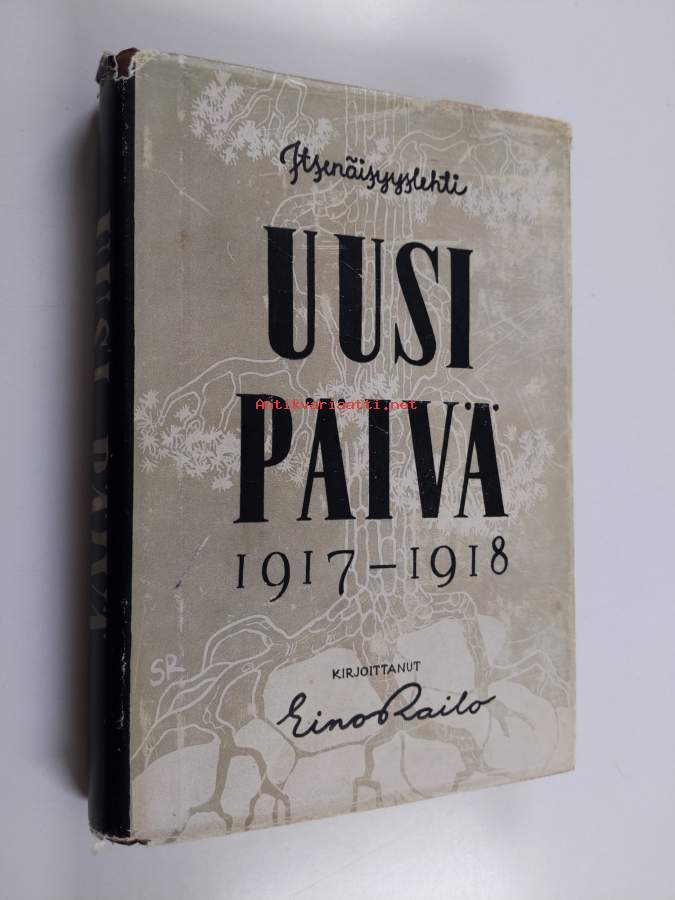 Itsenäisyyslehti
UUSI
Antikvariaatti.net
PÄIVÄ
1917-1918
SR
KIRJOITTANUT
Eino Railo
UUSI PÄIVÄ